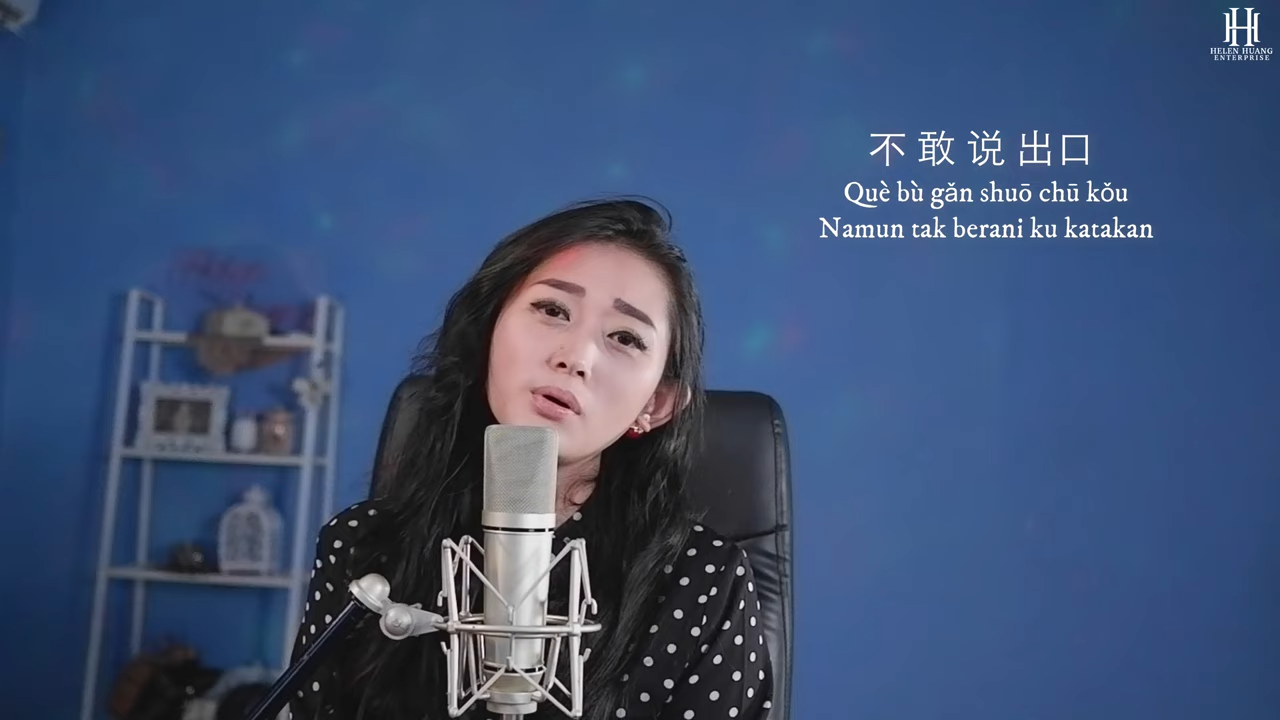 HELEN HUANG
ENTERPRISE
不敢说出口
Què bù gǎn shuō chū kǒu
Namun tak berani ku katakan